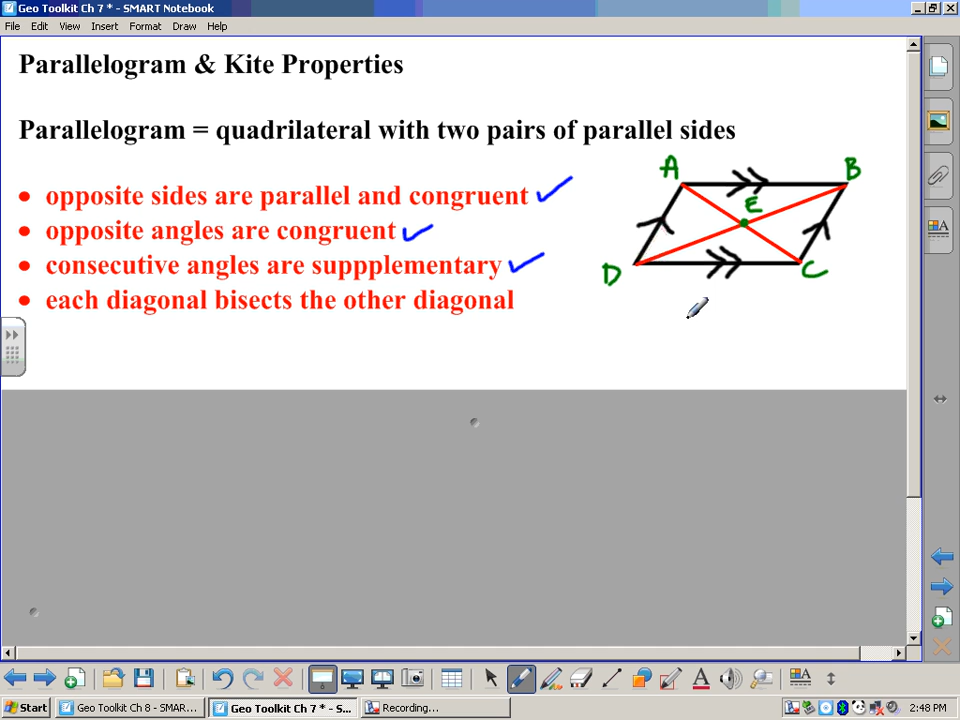 Geo Toolkit Ch 7 * - SMART Notebook
File Edit View Insert Format Draw Help
Parallelogram & Kite Properties
Parallelogram = quadrilateral with two pairs of parallel sides
• opposite sides are parallel and congruent
• opposite angles are congruent
• consecutive angles are suppplementary
• each diagonal bisects the other diagonal
A B
E
D C
Start Geo Toolkit Ch 8 - SMAR... Geo Toolkit Ch 7 * - S... Recording... 2:48 PM